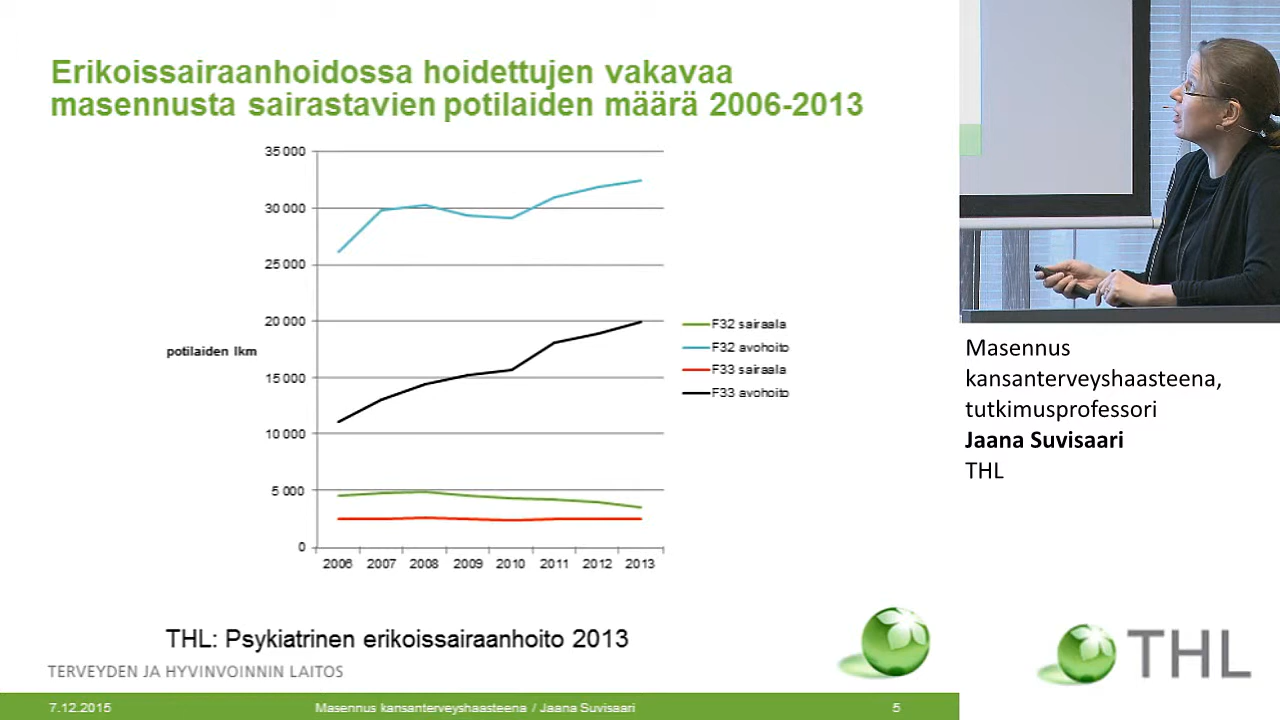 Erikoissairaanhoidossa hoidettujen vakavaa
masennusta sairastavien potilaiden määrä 2006-2013
35 000
30 000
25 000
20 000
15 000
10 000
5 000
0
potilaiden lkm
2006 2007 2008 2009 2010 2011 2012 2013
F32 sairaala
F32 avohoito
F33 sairaala
F33 avohoito
THL: Psykiatrinen erikoissairaanhoito 2013
TERVEYDEN JA HYVINVOINNIN LAITOS
7.12.2015 Masennus kansanterveyshaasteena / Jaana Suvisaari 5
Masennus
kansanterveyshaasteena,
tutkimusprofessori
Jaana Suvisaari
THL
THL